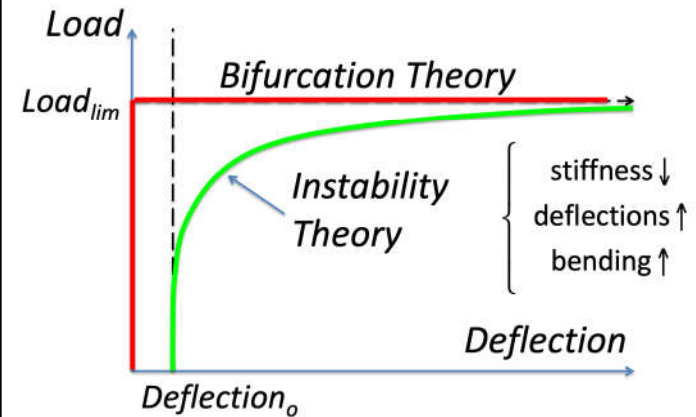 Load
Bifurcation Theory
Load_lim
Instability
Theory
stiffness ↓
deflections ↑
bending ↑
Deflection
Deflection_o